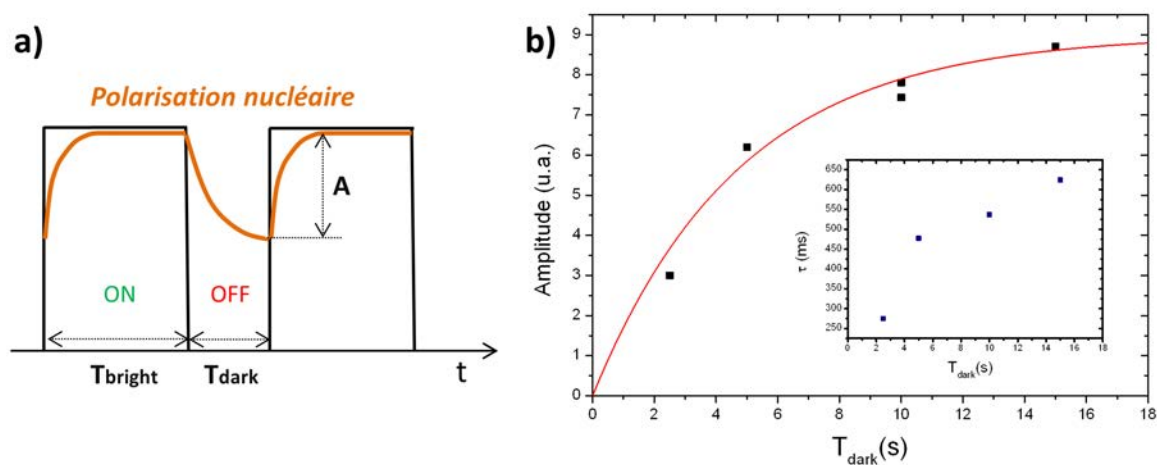 a)
Polarisation nucléaire
A
ON
OFF
Tbright
Tdark
t
b)
Amplitude (u.a.)
9
8
7
6
5
4
3
2
1
0
0 2 4 6 8 10 12 14 16 18
Tdark(s)
τ (ms)
650
600
550
500
450
400
350
300
250
0 2 4 6 8 10 12 14 16 18
Tdark(s)